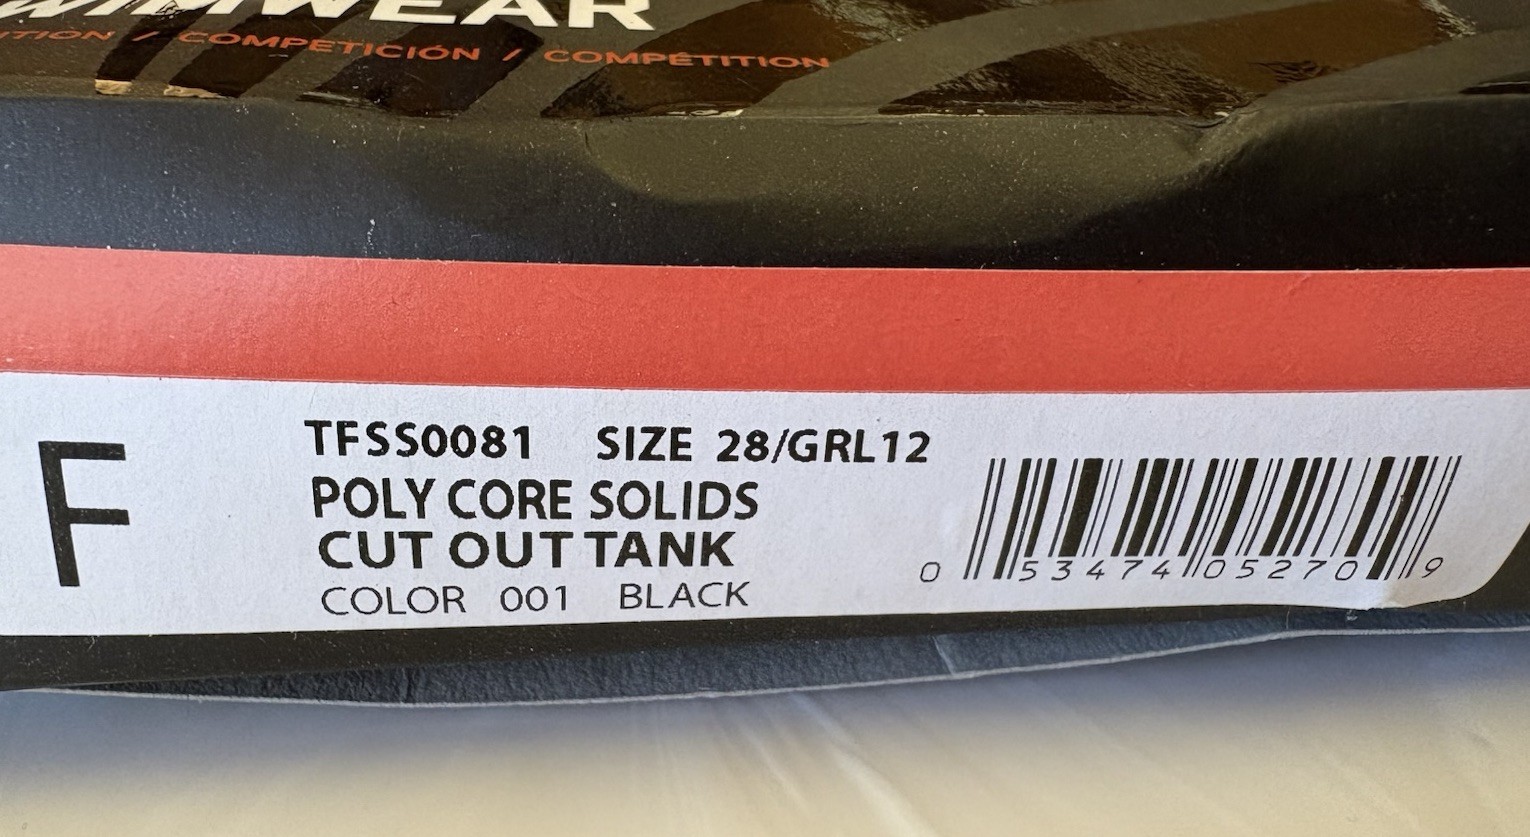 WEAR
/ COMPETICIÓN / COMPÉTITION
F
TFSS0081 SIZE 28/GRL12
POLY CORE SOLIDS
CUT OUT TANK
COLOR 001 BLACK
0 53474 05270 9